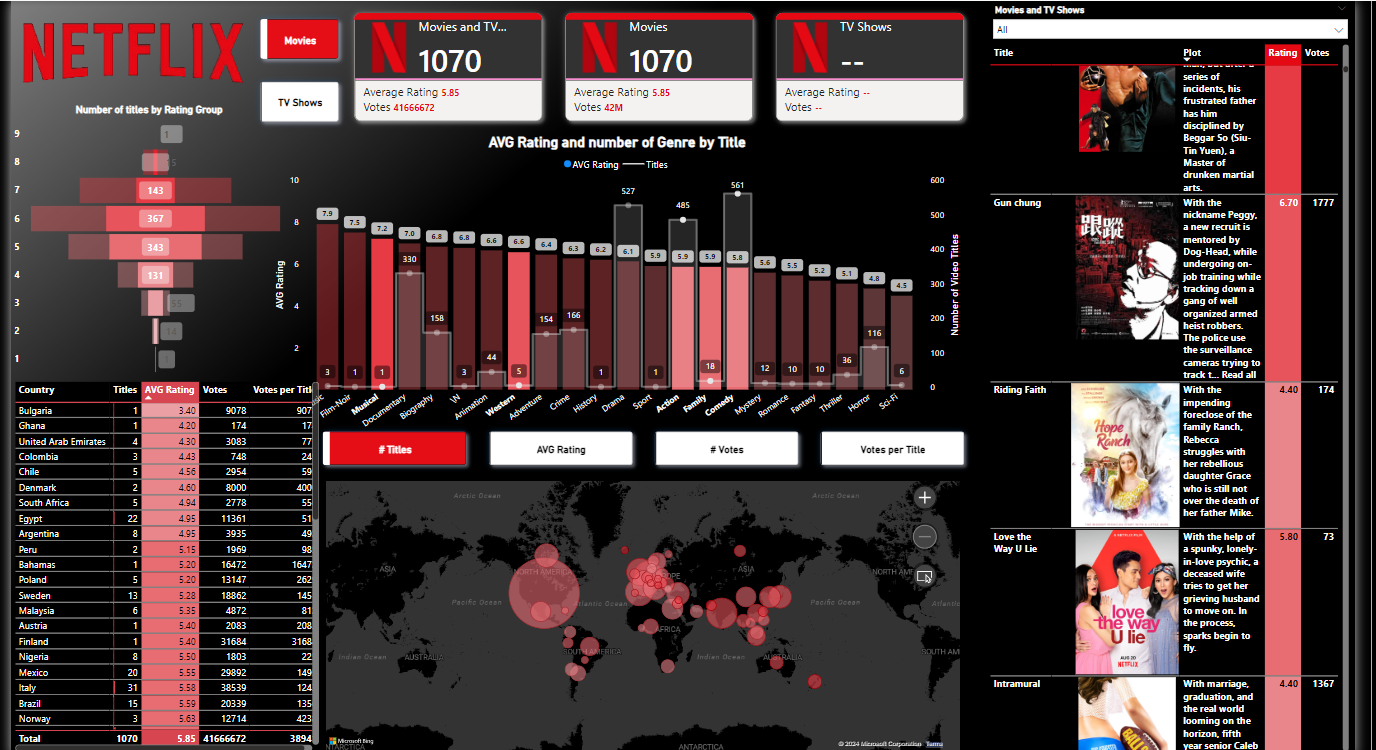 NETFLIX
Movies
TV Shows
Movies and TV...
1070
Average Rating 5.85
Votes 41666672
Movies
1070
Average Rating 5.85
Votes 42M
TV Shows
--
Average Rating --
Votes --
Number of titles by Rating Group
9
1
8
7
143
6
367
5
343
4
131
3
55
2
14
1
AVG Rating and number of Genre by Title
AVG Rating
Titles
AVG Rating
10
8
6
4
2
7.9
7.5
7.2
7.0
6.8
6.8
6.6
6.6
6.4
6.3
6.2
6.1
5.9
5.9
5.9
5.8
5.6
5.5
5.2
5.1
4.8
4.5
3
1
1
330
158
3
44
5
154
166
1
527
1
485
18
561
12
10
10
36
116
6
Film-Noir
Musical
Documentary
Biography
\N
Animation
Western
Adventure
Crime
History
Drama
Sport
Action
Family
Comedy
Mystery
Romance
Fantasy
Thriller
Horror
Sci-Fi
600
500
400
300
200
100
0
Number of Video Titles
# Titles
AVG Rating
# Votes
Votes per Title
Country Titles AVG Rating Votes Votes per Titl
Bulgaria 1 3.40 9078 907
Ghana 1 4.20 174 17
United Arab Emirates 4 4.30 3083 77
Colombia 3 4.43 748 24
Chile 5 4.56 2954 59
Denmark 2 4.60 8000 400
South Africa 5 4.94 2778 55
Egypt 22 4.95 11361 51
Argentina 8 4.95 3935 49
Peru 2 5.15 1969 98
Bahamas 1 5.20 16472 1647
Poland 5 5.20 13147 262
Sweden 13 5.28 18862 145
Malaysia 6 5.35 4872 81
Austria 1 5.40 2083 208
Finland 1 5.40 31684 3168
Nigeria 8 5.50 1803 22
Mexico 20 5.55 29892 149
Italy 31 5.58 38539 124
Brazil 15 5.59 20339 135
Norway 3 5.63 12714 423
Total 1070 5.85 41666672 3894
Arctic Ocean
Arctic Ocean
ASIA
NORTH AMERICA
ASIA
NORTH AM
Pacific Ocean
Atlantic Ocean
Pacific Ocean
Atlantic
AFRICA
SOUTH AMERICA
SOUTH AM
Indian Ocean
AUSTRALIA
Indian Ocean
AUSTRALIA
ANTARCTICA
ANTARCTICA
Microsoft Bing
© 2024 Microsoft Corporation Terms
Movies and TV Shows
All
Title Plot Rating Votes
series of
incidents, his
frustrated father
has him
disciplined by
Beggar So (Siu-
Tin Yuen), a
Master of
drunken martial
arts.
Gun chung
跟蹤
With the
nickname Peggy,
a new recruit is
mentored by
Dog-Head, while
undergoing on-
job training while
tracking down a
gang of well
organized armed
heist robbers.
The police use
the surveillance
cameras trying to
track t... Read all
6.70 1777
Riding Faith
Hope
Ranch
With the
impending
foreclose of the
family Ranch,
Rebecca
struggles with
her rebellious
daughter Grace
who is still not
over the death of
her father Mike.
4.40 174
Love the
Way U Lie
love
the way
U lie
AUG 20
NETFLIX
With the help of
a spunky, lonely-
in-love psychic, a
deceased wife
tries to get her
grieving husband
to move on. In
the process,
sparks begin to
fly.
5.80 73
Intramural
With marriage,
graduation, and
the real world
looming on the
horizon, fifth
year senior Caleb
4.40 1367